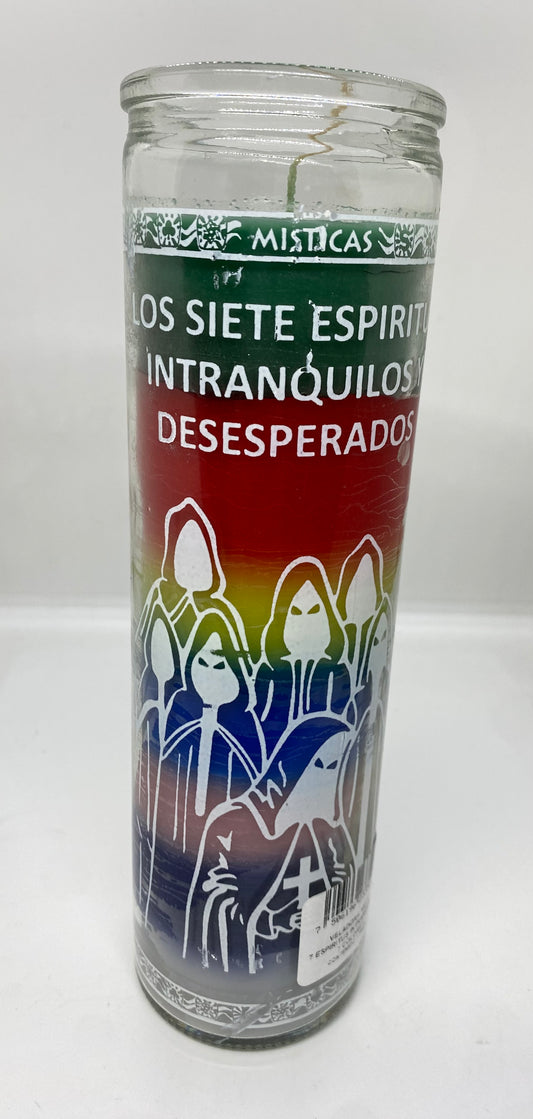 MISTICAS
LOS SIETE ESPIRITU
INTRANQUILOS Y
DESESPERADOS